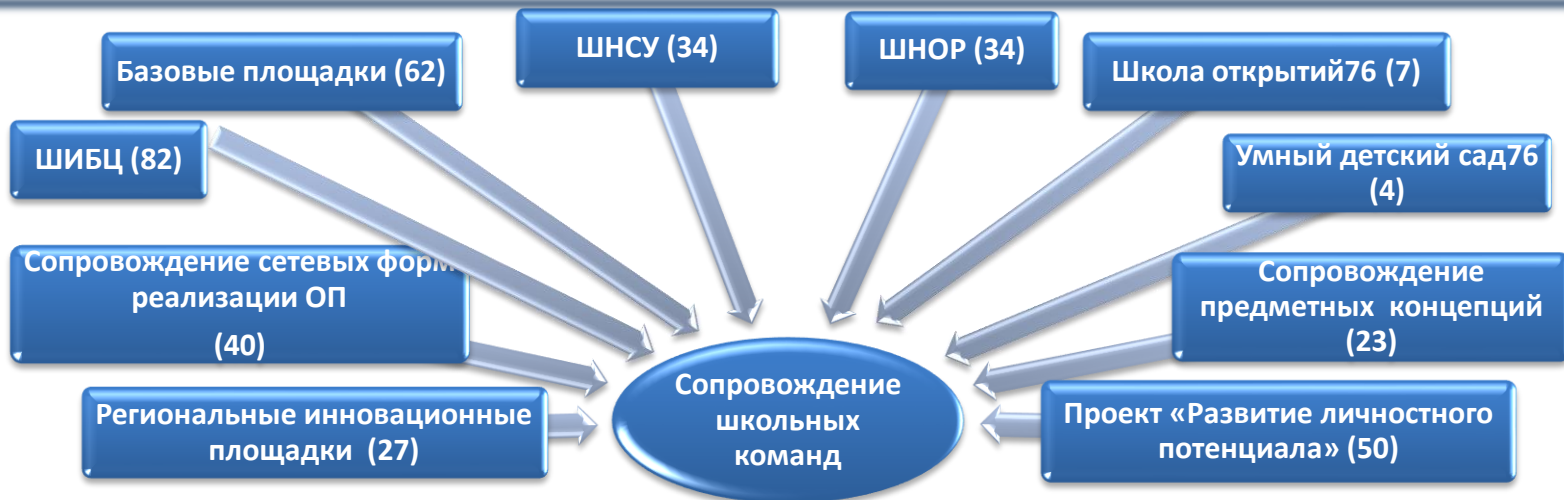 ШНСУ (34)
ШНОР (34)
Базовые площадки (62)
Школа открытий76 (7)
ШИБЦ (82)
Умный детский сад76
(4)
Сопровождение сетевых форм
реализации ОП
(40)
Сопровождение
предметных концепций
(23)
Региональные инновационные
площадки (27)
Сопровождение
школьных
команд
Проект «Развитие личностного
потенциала» (50)